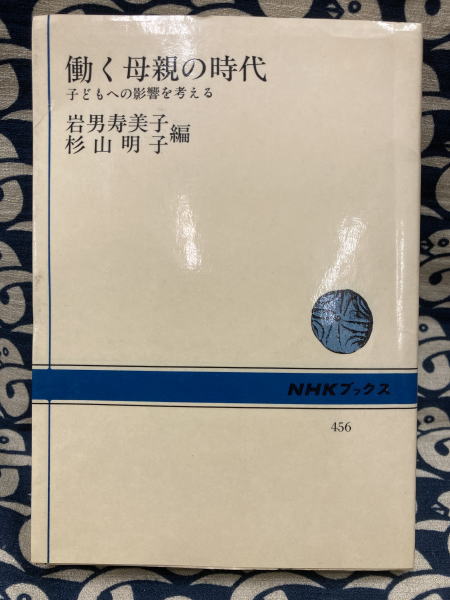 働く母親の時代
子どもへの影響を考える
岩男寿美子
杉山明子
編
NHKブックス
456